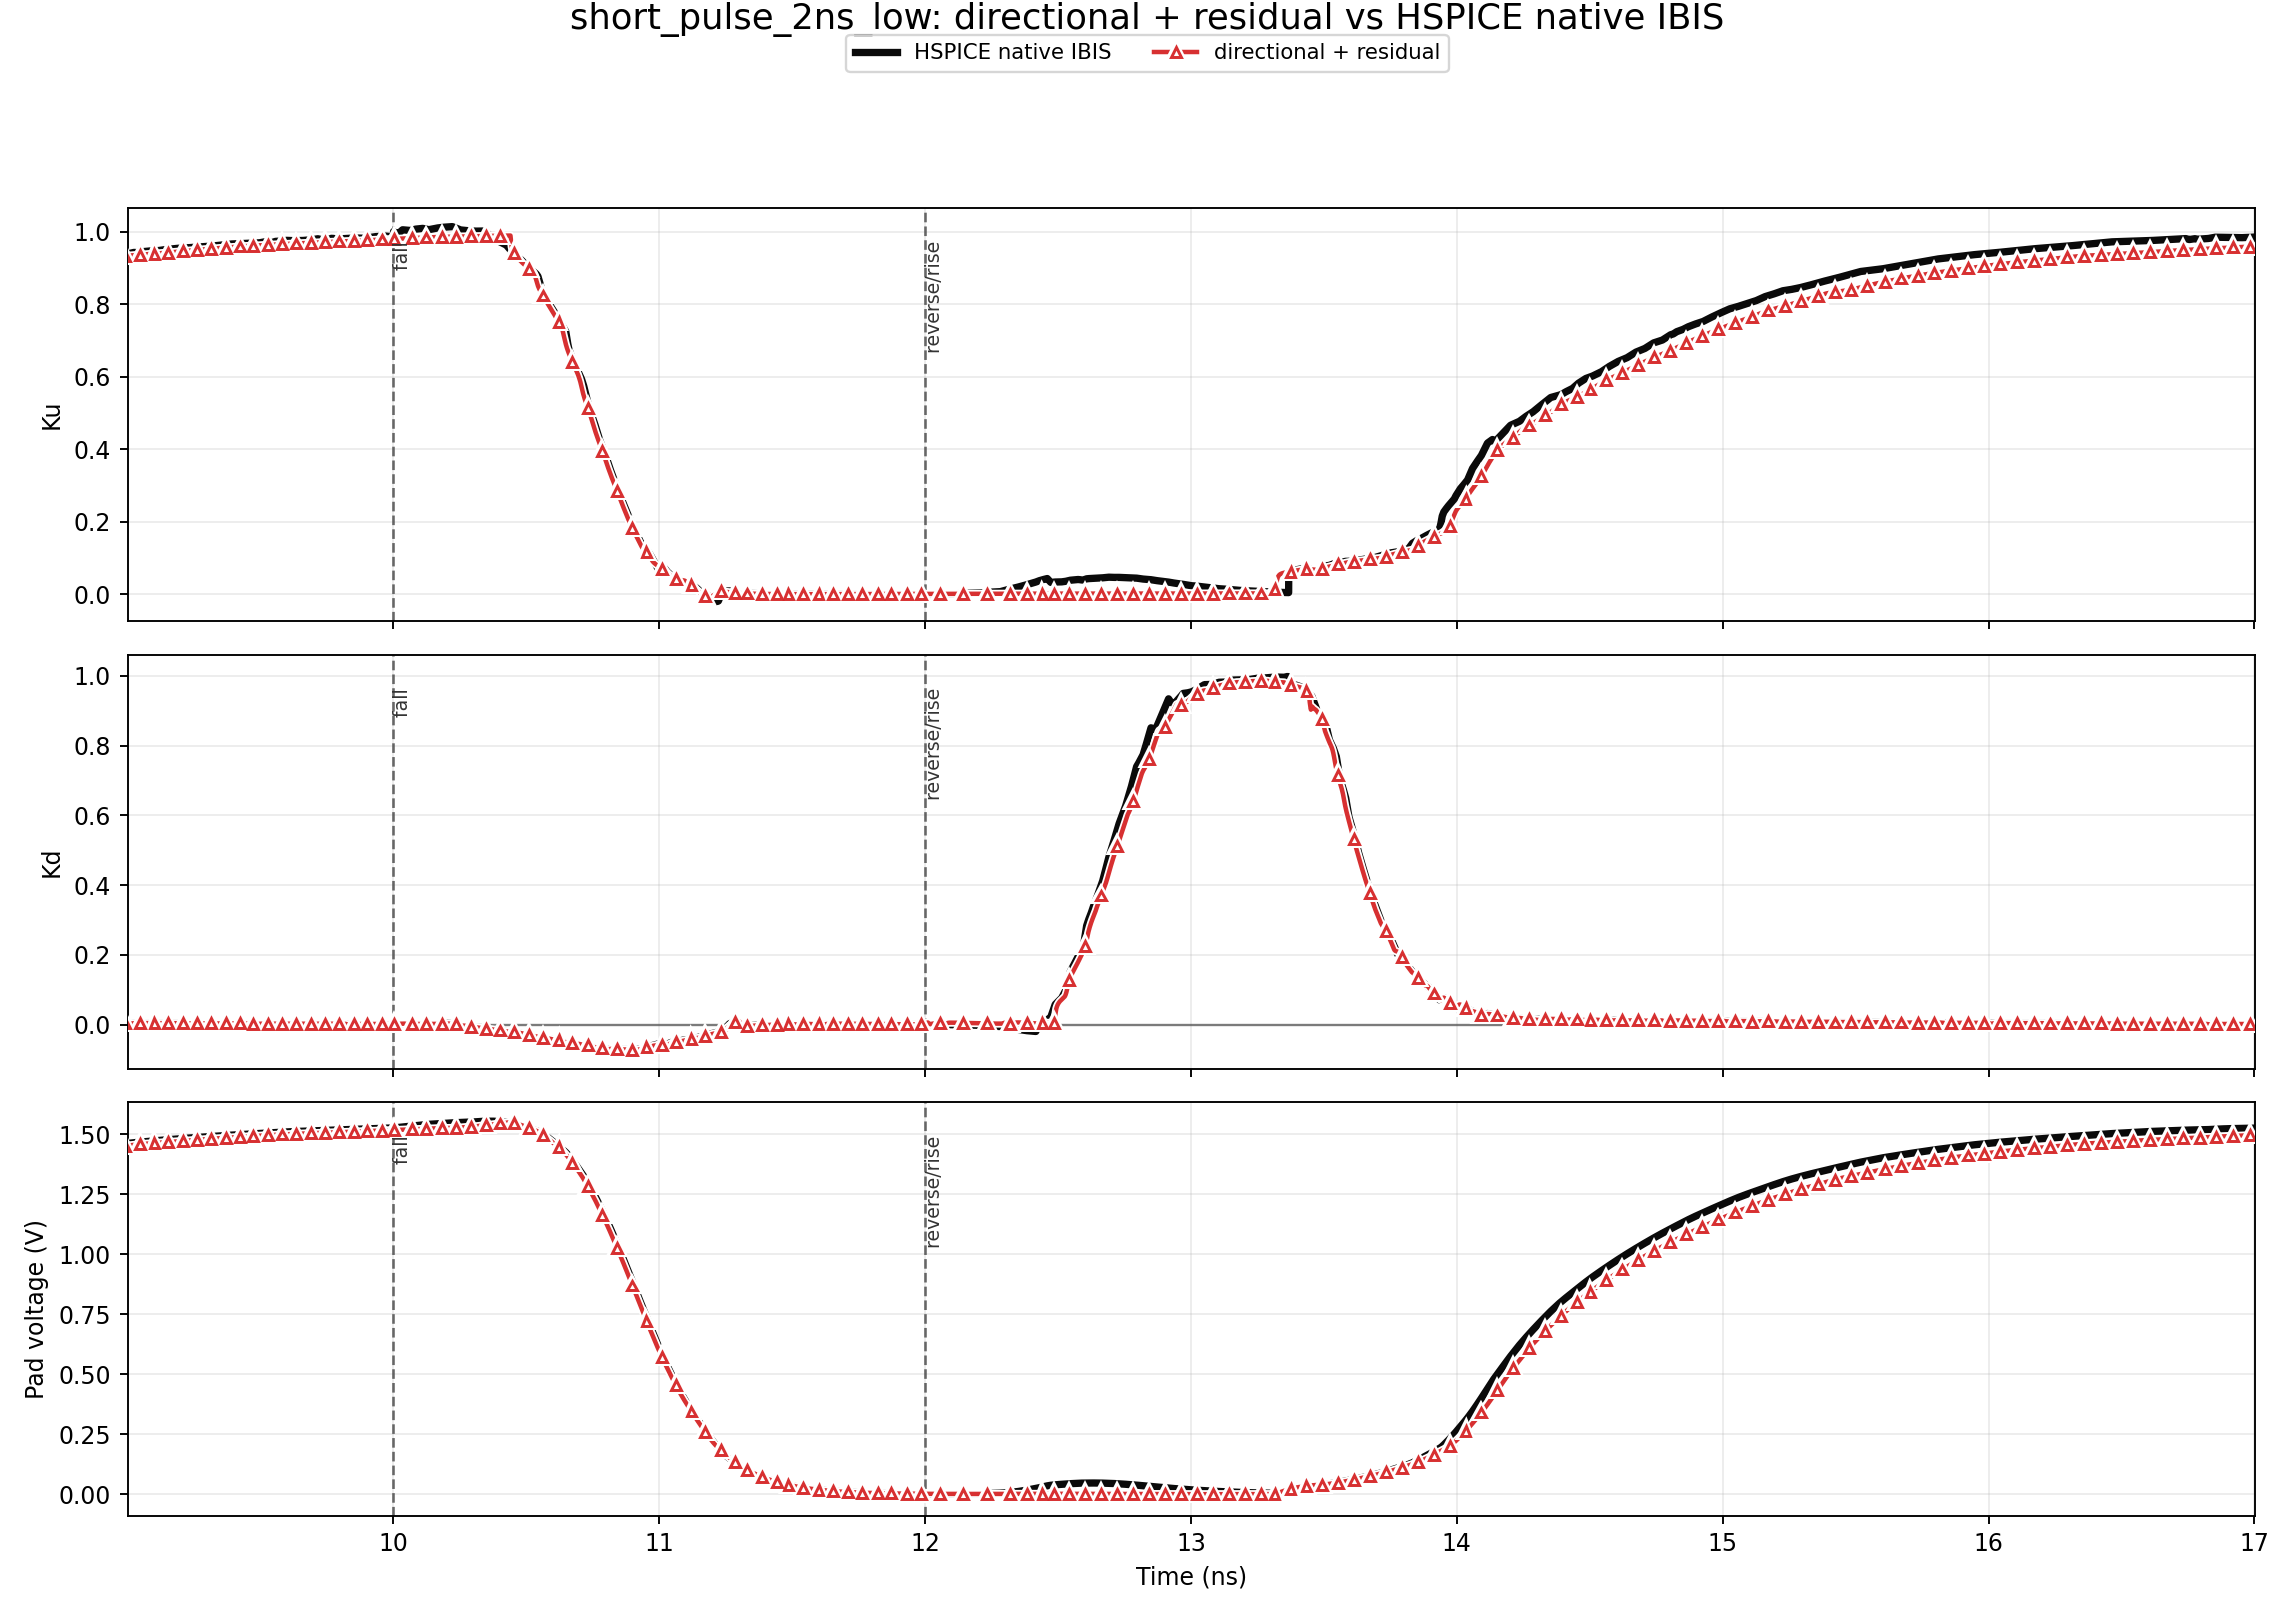 short_pulse_2ns_low: directional + residual vs HSPICE native IBIS
HSPICE native IBIS
directional + residual
Ku
1.0
0.8
0.6
0.4
0.2
0.0
fall
reverse/rise
Kd
1.0
0.8
0.6
0.4
0.2
0.0
fall
reverse/rise
Pad voltage (V)
1.50
1.25
1.00
0.75
0.50
0.25
0.00
fall
reverse/rise
10
11
12
13
14
15
16
17
Time (ns)